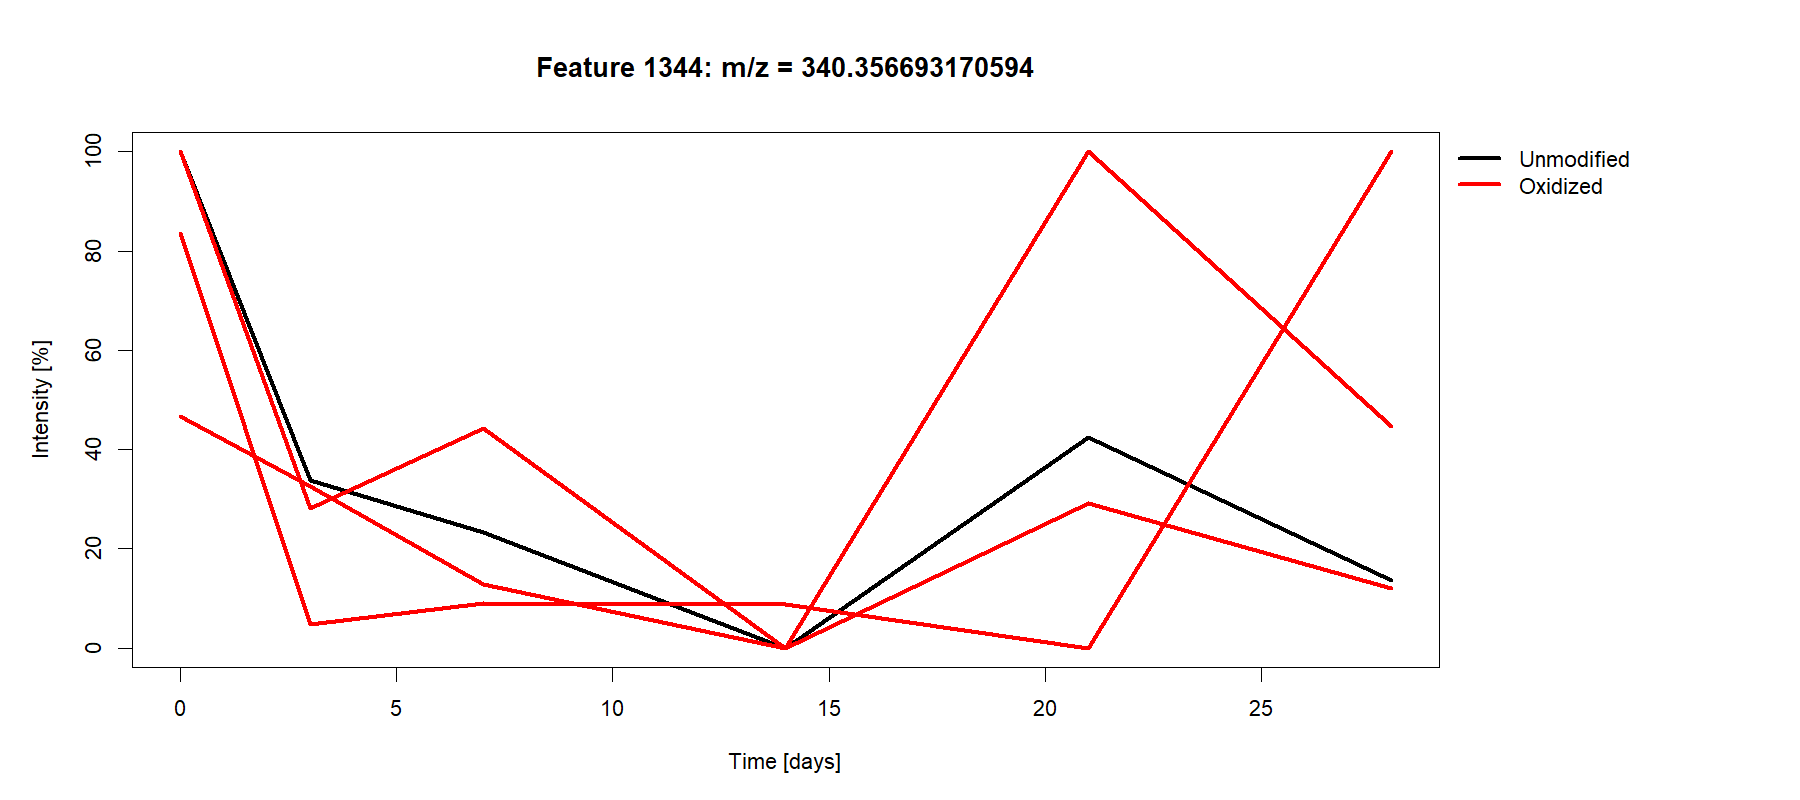 Feature 1344: m/z = 340.356693170594
Unmodified
Oxidized
Intensity [%]
100
80
60
40
20
0
0 5 10 15 20 25
Time [days]